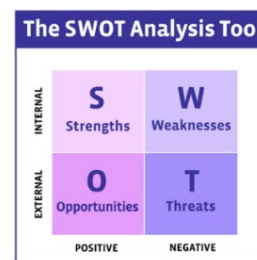 The SWOT Analysis Too
INTERNAL
S
Strengths
W
Weaknesses
EXTERNAL
O
Opportunities
T
Threats
POSITIVE
NEGATIVE